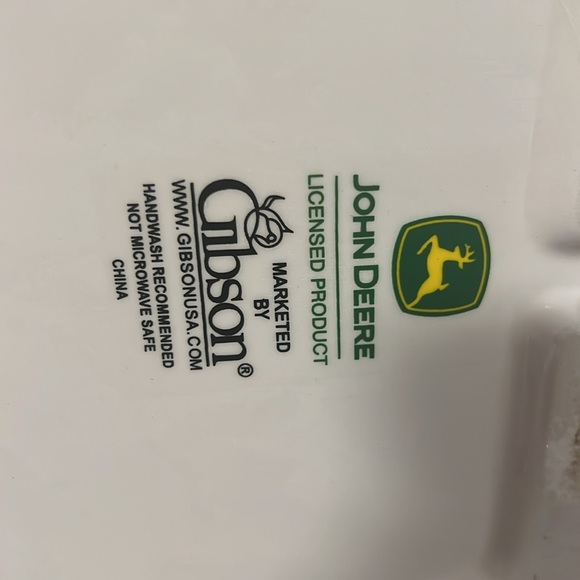 JOHN DEERE
LICENSED PRODUCT
MARKETED
BY
Gibson®
WWW.GIBSONUSA.COM
HANDWASH RECOMMENDED
NOT MICROWAVE SAFE
CHINA